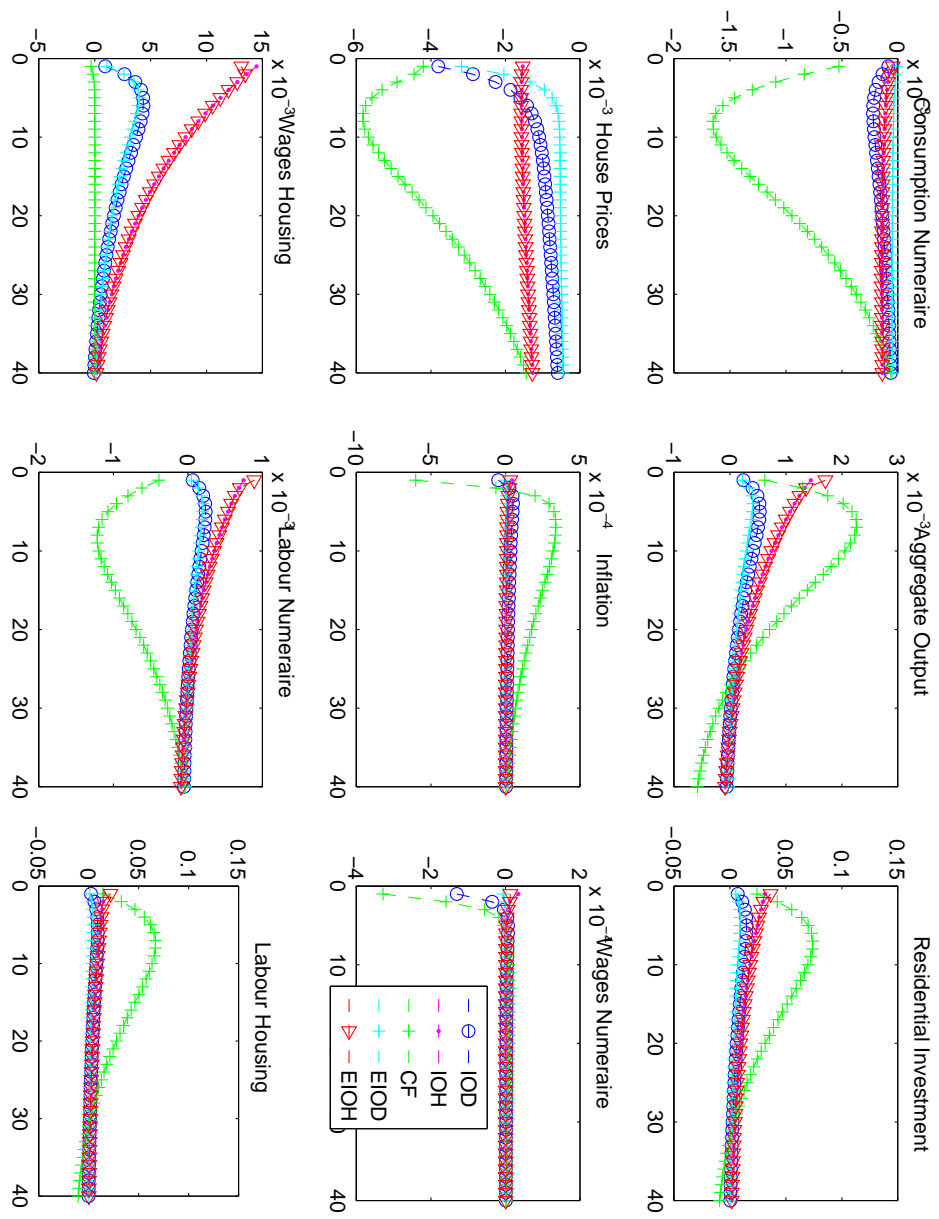 x 10⁻³ Consumption Numeraire
0
−0.5
−1
−1.5
−2
0 10 20 30 40
x 10⁻³ Aggregate Output
3
2
1
0
−1
0 10 20 30 40
Residential Investment
0.15
0.1
0.05
0
−0.05
0 10 20 30 40
x 10⁻³ House Prices
0
−2
−4
−6
0 10 20 30 40
x 10⁻⁴ Inflation
5
0
−5
−10
0 10 20 30 40
x 10⁻⁴ Wages Numeraire
2
0
−2
−4
0 10 20 40
IOD
IOH
CF
EIOD
EIOH
x 10⁻³ Wages Housing
15
10
5
0
−5
0 10 20 30 40
x 10⁻³ Labour Numeraire
1
0
−1
−2
0 10 20 30 40
Labour Housing
0.15
0.1
0.05
0
−0.05
0 10 20 30 40